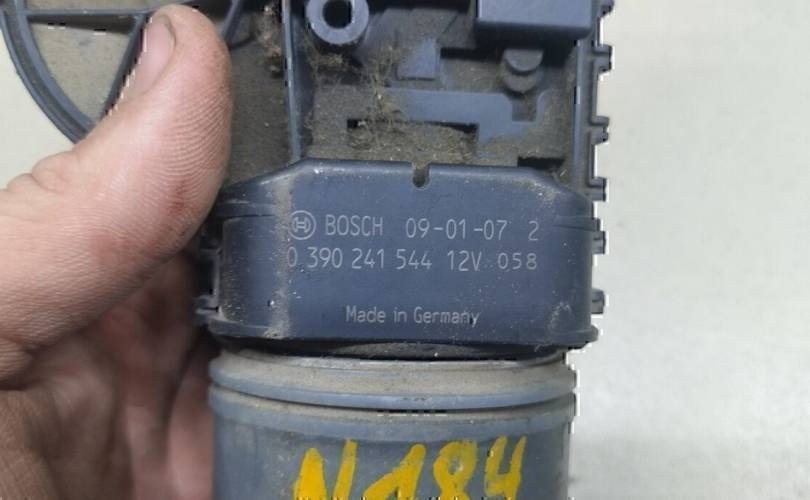 BOSCH 09-01-07 2
0 390 241 544 12V 058
Made in Germany
N184